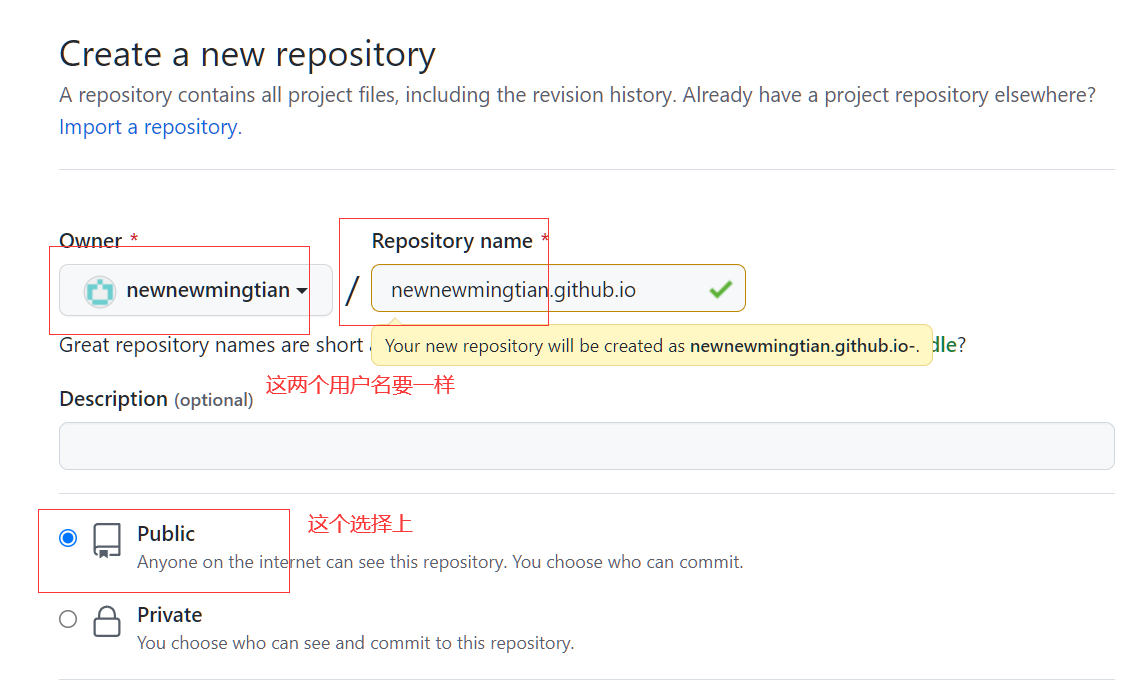 Create a new repository
A repository contains all project files, including the revision history. Already have a project repository elsewhere?
Import a repository.
Owner *
Repository name *
newnewmingtian
/
newnewmingtian.github.io
Great repository names are short
Your new repository will be created as newnewmingtian.github.io-.
dle?
这两个用户名要一样
Description (optional)
Public
这个选择上
Anyone on the internet can see this repository. You choose who can commit.
Private
You choose who can see and commit to this repository.